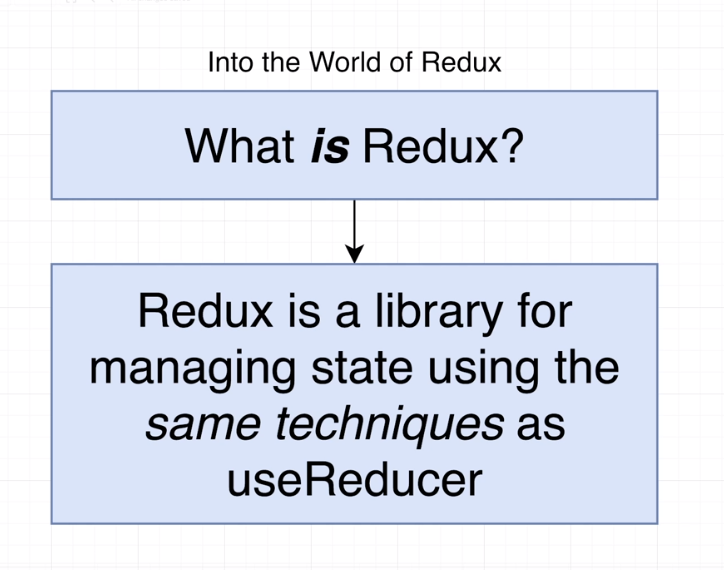 Into the World of Redux
What is Redux?
Redux is a library for
managing state using the
same techniques as
useReducer